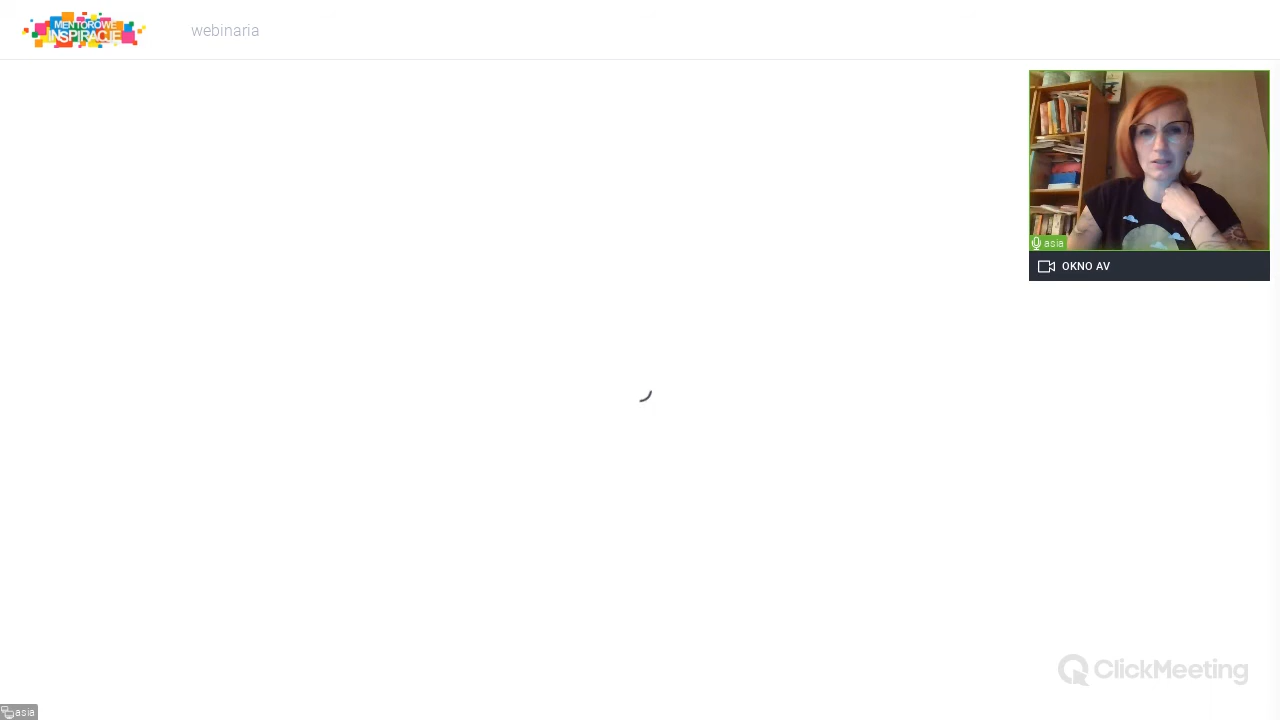 MENTOROWE
INSPIRACJE
webinaria
asia
OKNO AV
ClickMeeting
asia